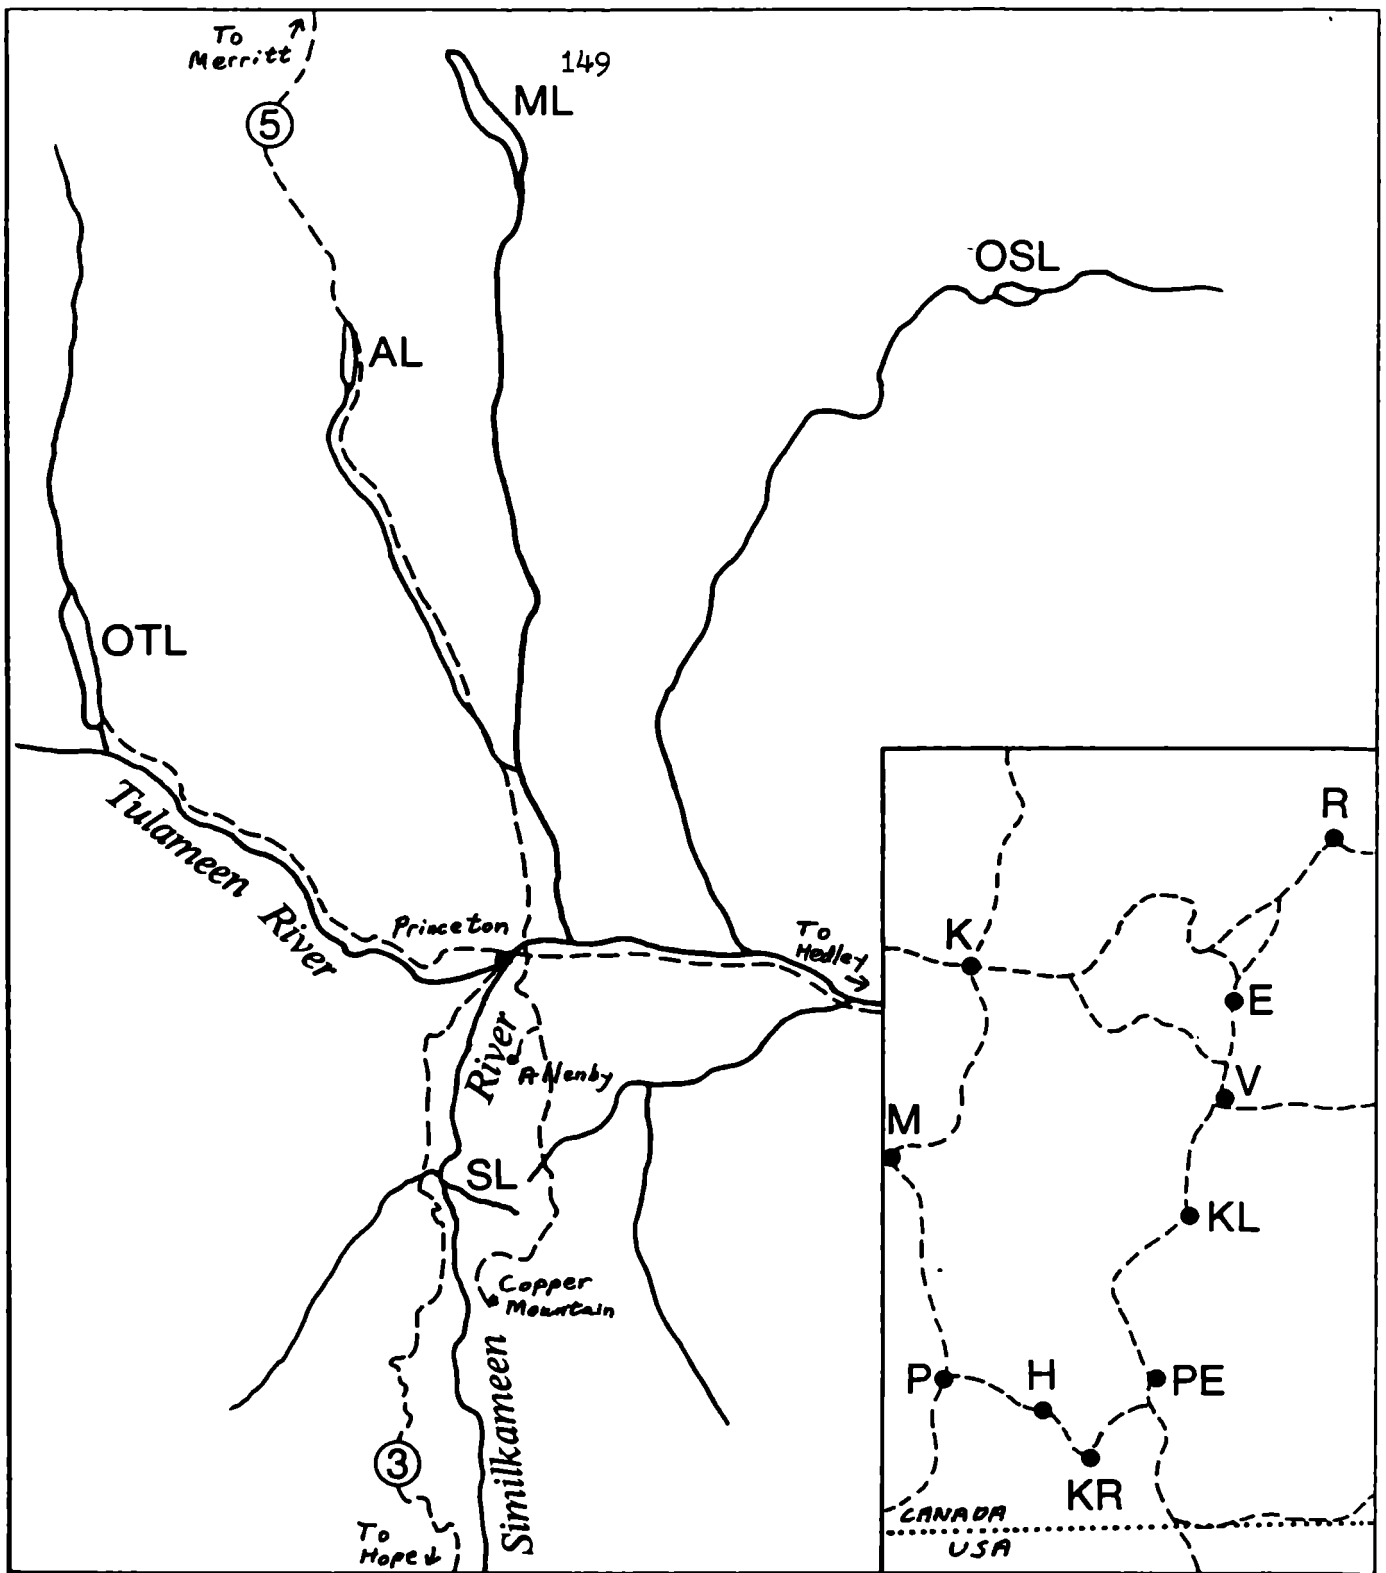 To
Merritt
149
5
ML
OSL
AL
OTL
Tulameen River
Princeton
To
Hedley
River
Allenby
SL
Copper
Mountain
Similkameen
3
To
Hope
R
K
E
V
M
KL
P
H
PE
KR
CANADA
USA